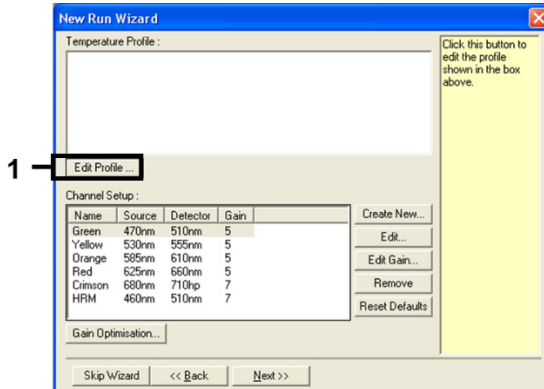 New Run Wizard
Temperature Profile :
Click this button to
edit the profile
shown in the box
above.
1
Edit Profile ...
Channel Setup :
Name Source Detector Gain
Green 470nm 510nm 5
Yellow 530nm 555nm 5
Orange 585nm 610nm 5
Red 625nm 660nm 5
Crimson 680nm 710hp 7
HRM 460nm 510nm 7
Create New...
Edit...
Edit Gain...
Remove
Reset Defaults
Gain Optimisation...
Skip Wizard
<< Back
Next >>